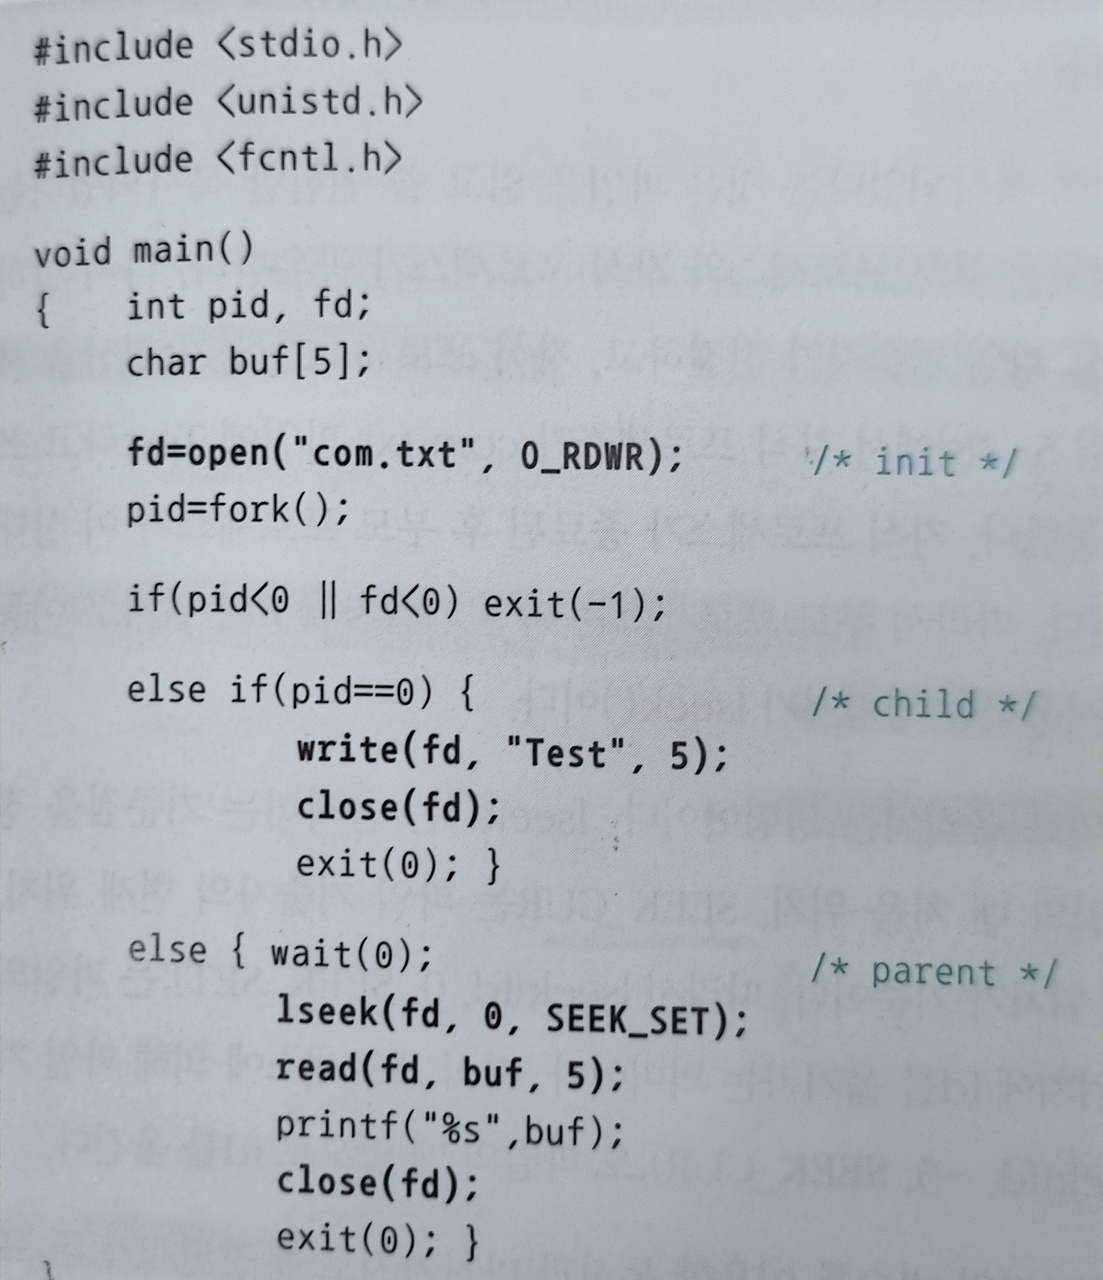 #include <stdio.h>
#include <unistd.h>
#include <fcntl.h>
void main()
{ int pid, fd;
char buf[5];
fd=open("com.txt", O_RDWR); /* init */
pid=fork();
if(pid<0 || fd<0) exit(-1);
else if(pid==0) { /* child */
write(fd, "Test", 5);
close(fd);
exit(0); }
else { wait(0); /* parent */
lseek(fd, 0, SEEK_SET);
read(fd, buf, 5);
printf("%s",buf);
close(fd);
exit(0); }
}